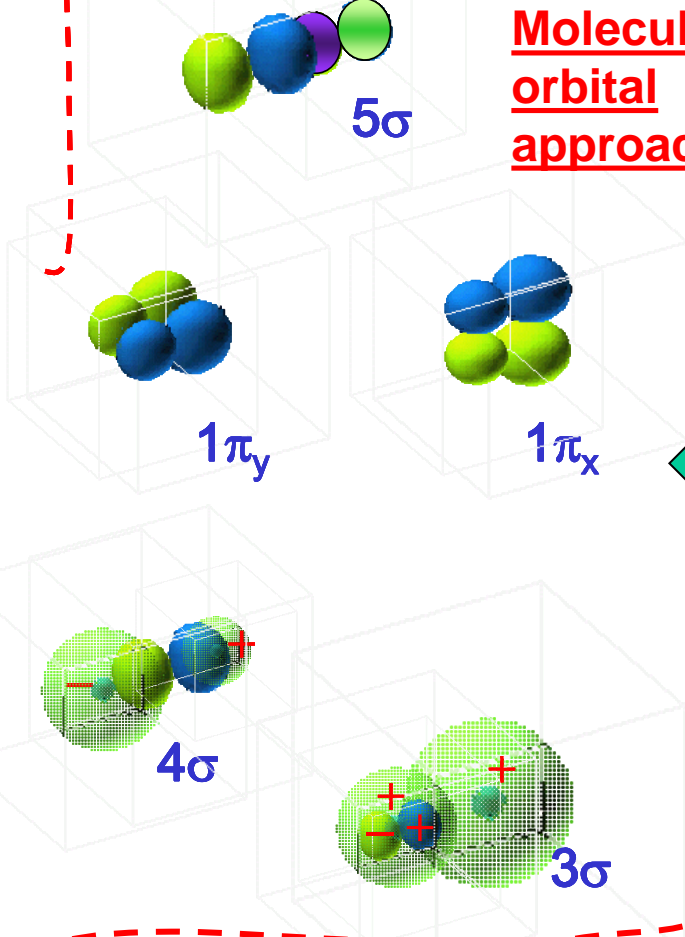 Molecul
orbital
approac
5σ
1πy
1πx
− +
4σ
+ +
− +
3σ